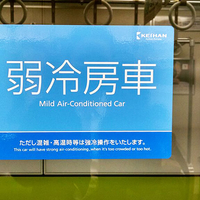 KEIHAN
弱冷房車
Mild Air-Conditioned Car
ただし混雑・高温時等は強冷操作をいたします。
This car will have strong air-conditioning, when it's too crowded or too hot.